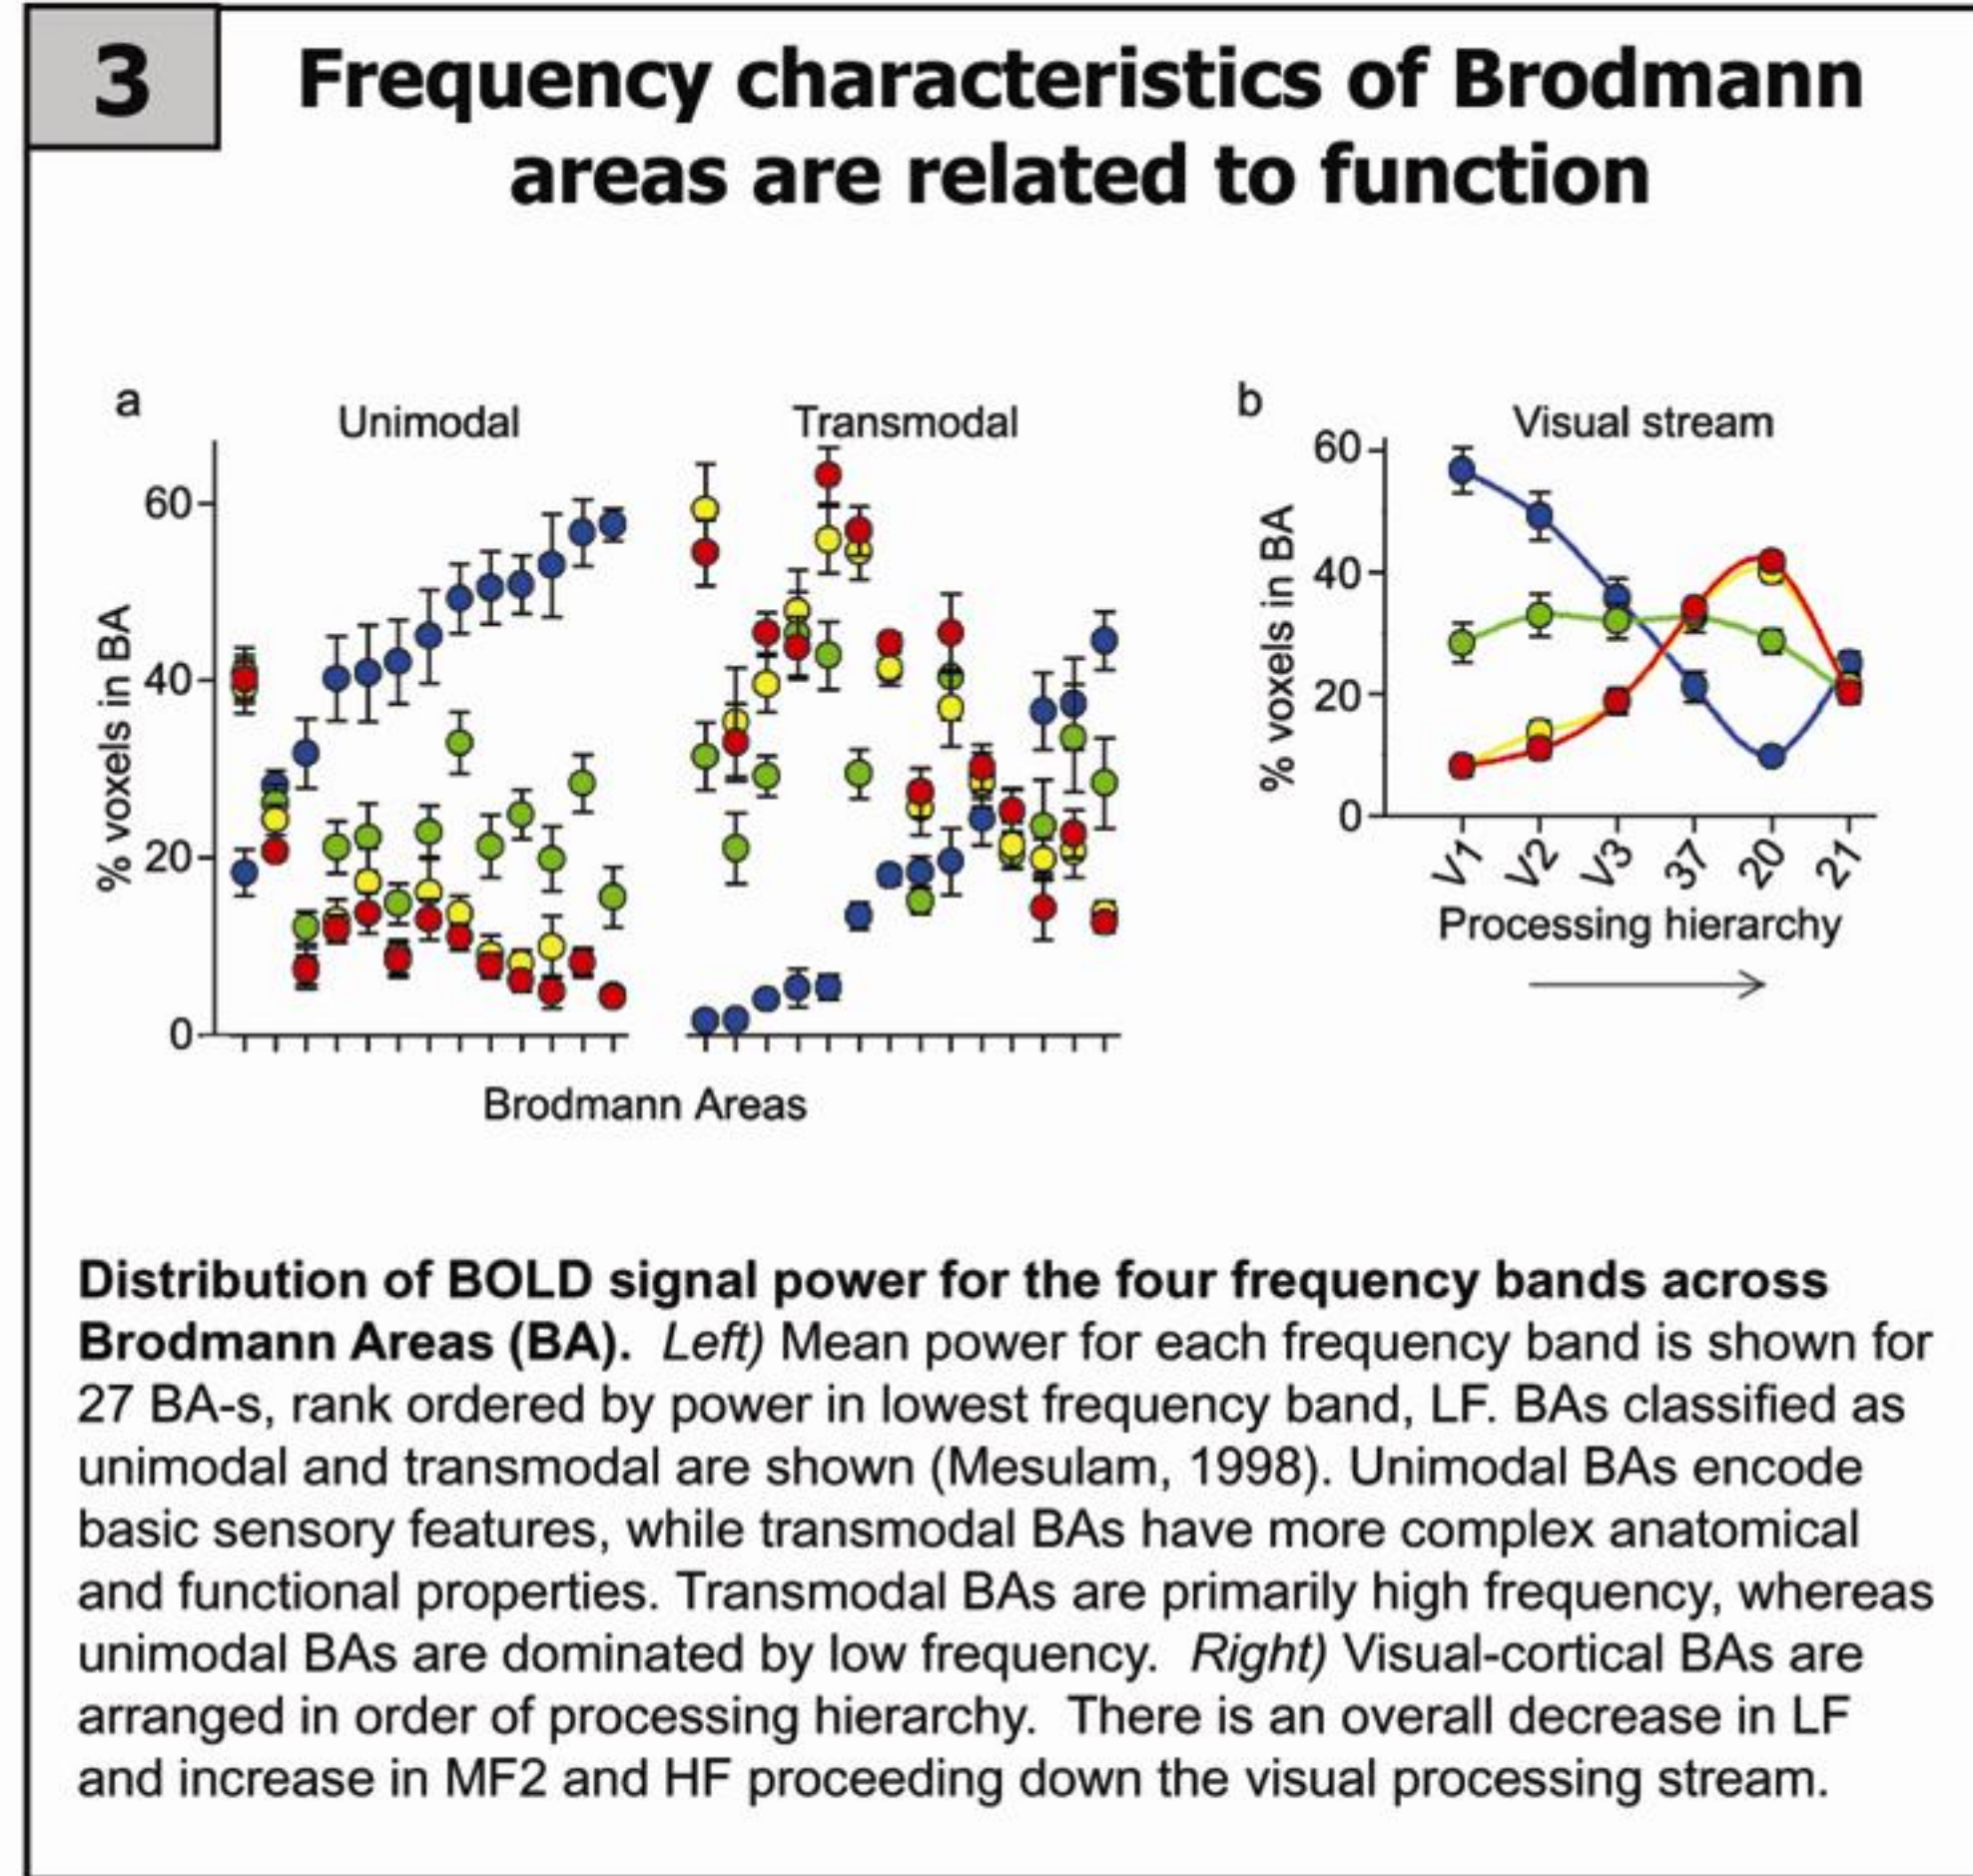 3
Frequency characteristics of Brodmann
areas are related to function
a
Unimodal
Transmodal
% voxels in BA
60
40
20
0
Brodmann Areas
b
Visual stream
% voxels in BA
60
40
20
0
V1
V2
V3
37
20
21
Processing hierarchy
Distribution of BOLD signal power for the four frequency bands across
Brodmann Areas (BA). Left) Mean power for each frequency band is shown for
27 BA-s, rank ordered by power in lowest frequency band, LF. BAs classified as
unimodal and transmodal are shown (Mesulam, 1998). Unimodal BAs encode
basic sensory features, while transmodal BAs have more complex anatomical
and functional properties. Transmodal BAs are primarily high frequency, whereas
unimodal BAs are dominated by low frequency. Right) Visual-cortical BAs are
arranged in order of processing hierarchy. There is an overall decrease in LF
and increase in MF2 and HF proceeding down the visual processing stream.